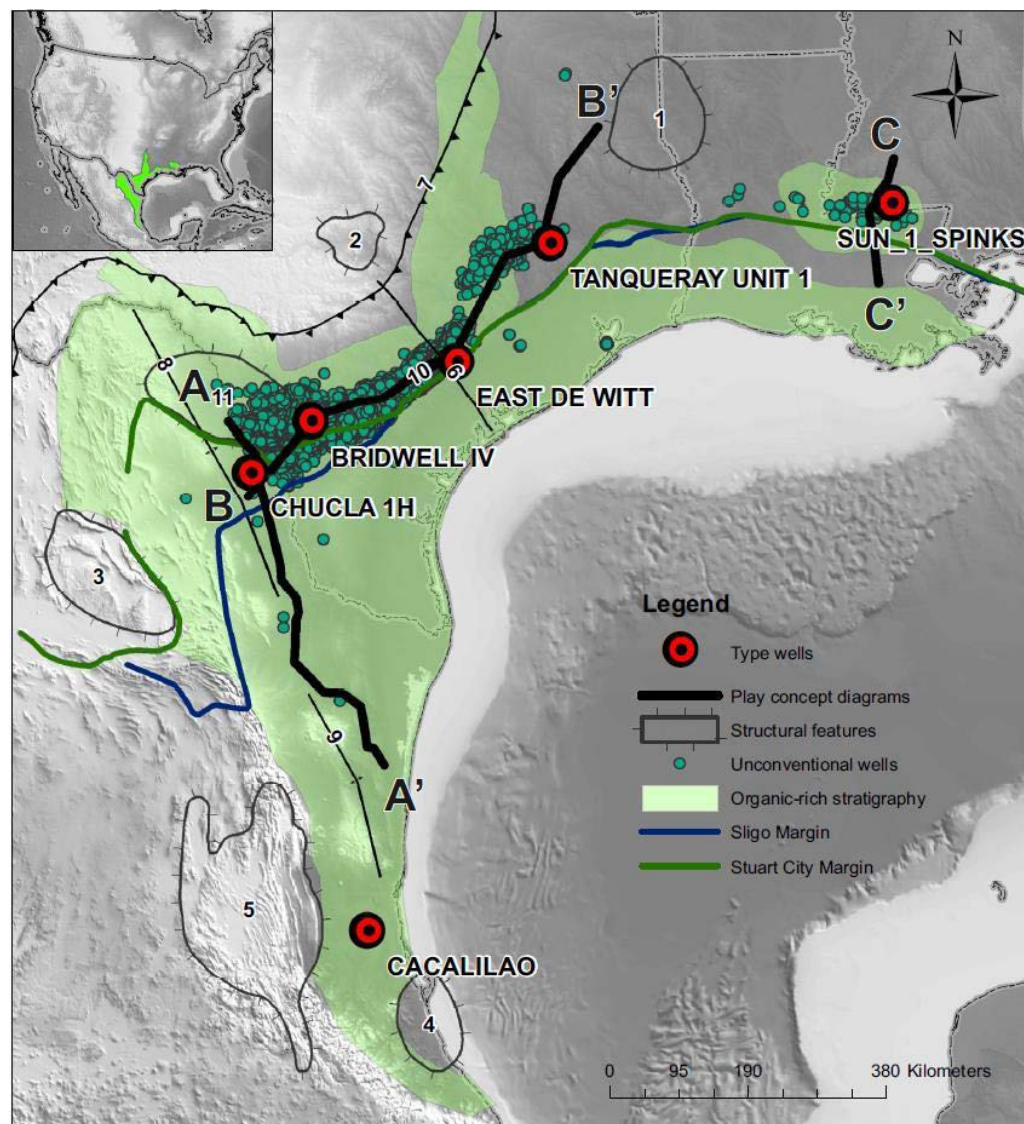 N
B'
1
C
7
2
SUN_1_SPINKS
TANQUERAY UNIT 1
C'
8
10
6
A
11
EAST DE WITT
BRIDWELL IV
B
CHUCLA 1H
3
Legend
Type wells
Play concept diagrams
Structural features
Unconventional wells
Organic-rich stratigraphy
Sligo Margin
Stuart City Margin
9
A'
5
CACALILAO
4
0 95 190 380 Kilometers